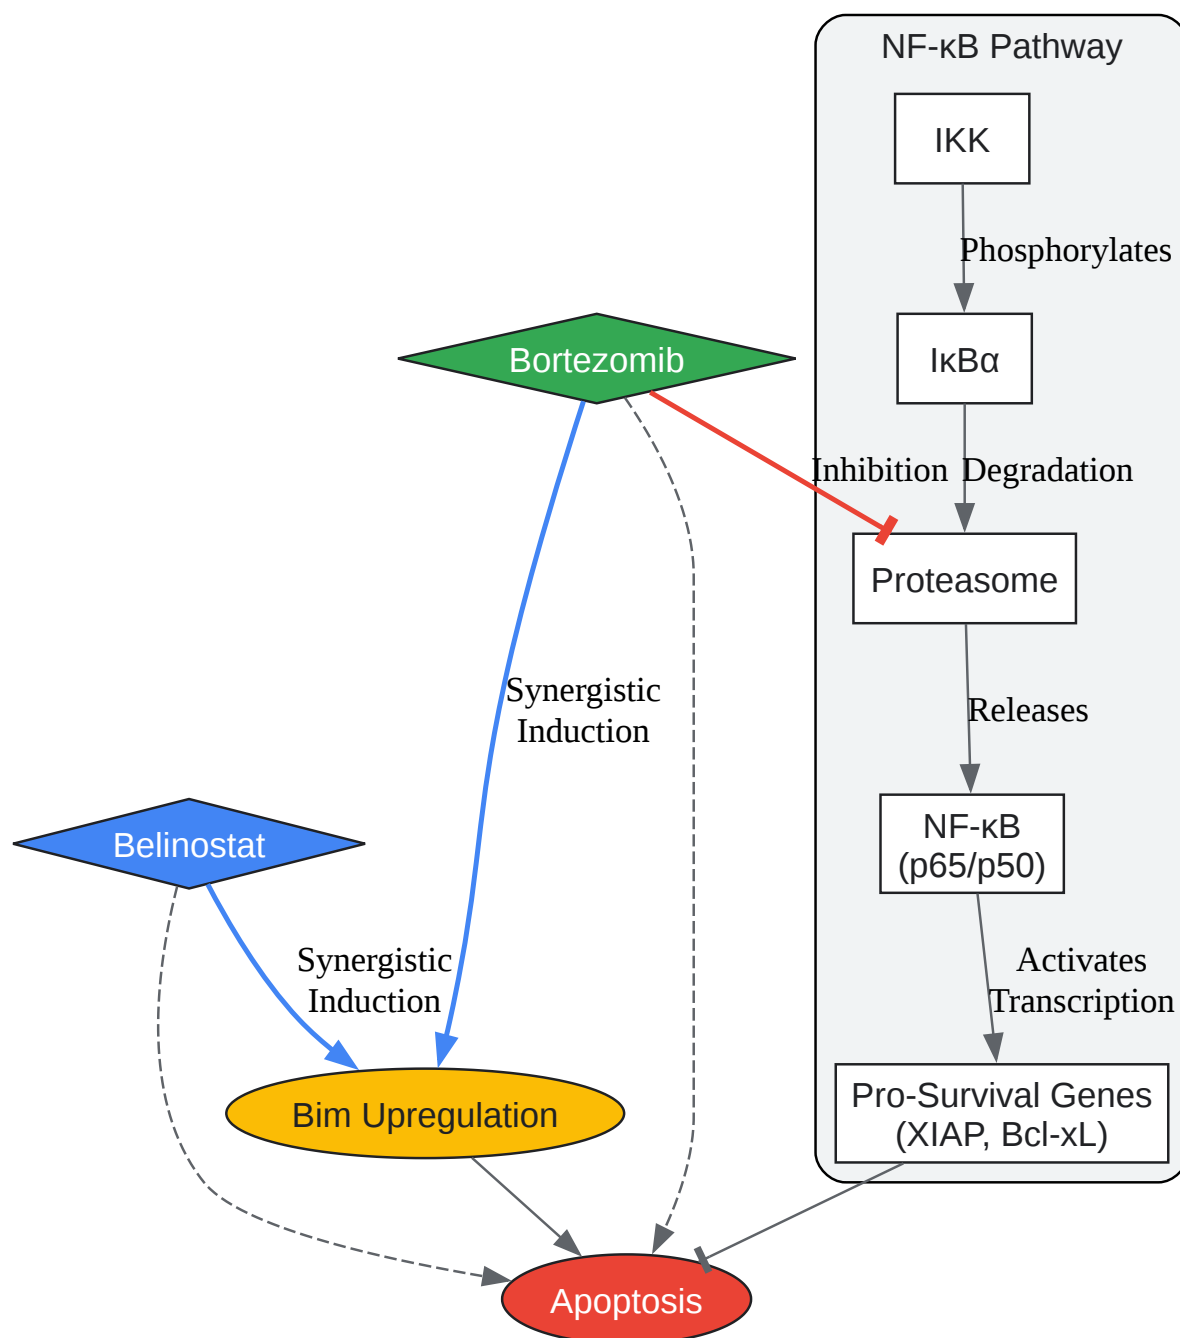 NF-κB Pathway
IKK
Phosphorylates
Bortezomib
IκBα
Inhibition
Degradation
Proteasome
Synergistic
Induction
Releases
Belinostat
NF-κB
(p65/p50)
Synergistic
Induction
Activates
Transcription
Bim Upregulation
Pro-Survival Genes
(XIAP, Bcl-xL)
Apoptosis